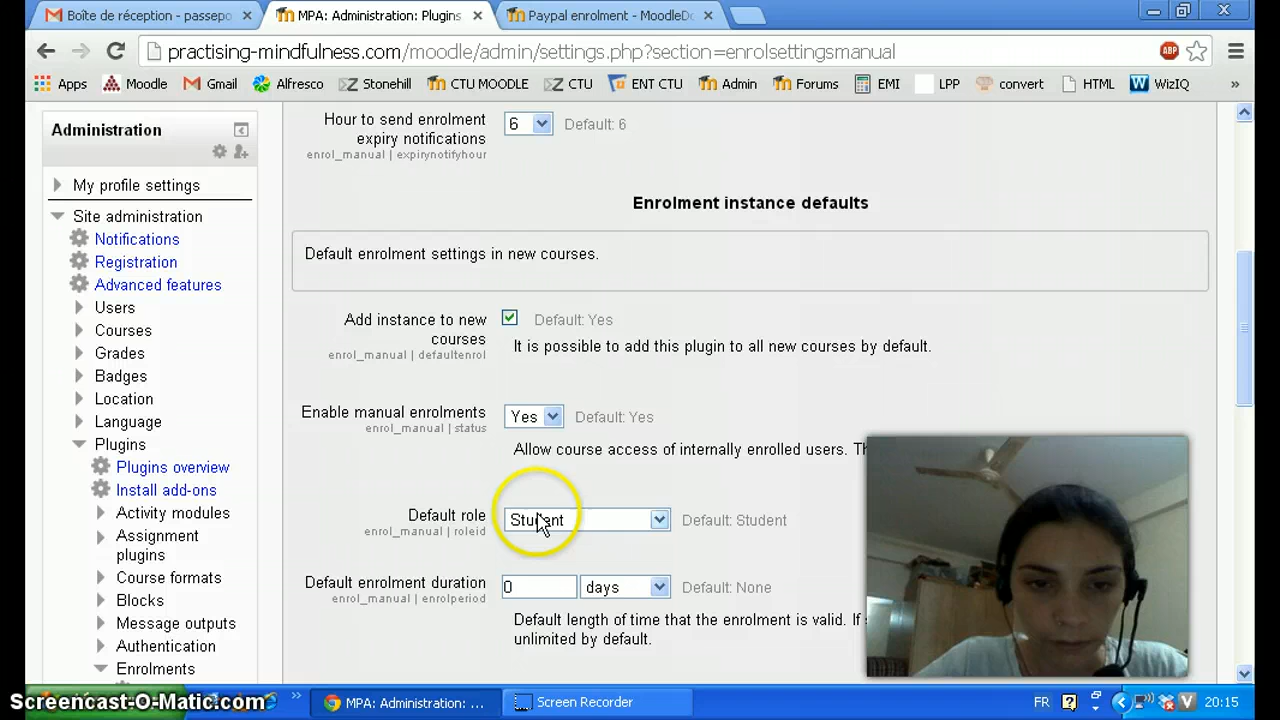 Boîte de réception - passepo
MPA: Administration: Plugins
Paypal enrolment - MoodleDo
practising-mindfulness.com/moodle/admin/settings.php?section=enrolsettingsmanual
ABP
Apps
Moodle
Gmail
Alfresco
Stonehill
CTU MOODLE
CTU
ENT CTU
Admin
Forums
EMI
LPP
convert
HTML
WizIQ
»
Administration
My profile settings
Site administration
Notifications
Registration
Advanced features
Users
Courses
Grades
Badges
Location
Language
Plugins
Plugins overview
Install add-ons
Activity modules
Assignment
plugins
Course formats
Blocks
Message outputs
Authentication
Enrolments
Hour to send enrolment
expiry notifications
enrol_manual | expirynotifyhour
6
Default: 6
Enrolment instance defaults
Default enrolment settings in new courses.
Add instance to new
courses
enrol_manual | defaultenrol
Default: Yes
It is possible to add this plugin to all new courses by default.
Enable manual enrolments
enrol_manual | status
Yes
Default: Yes
Allow course access of internally enrolled users. Th
Default role
enrol_manual | roleid
Student
Default: Student
Default enrolment duration
enrol_manual | enrolperiod
0
days
Default: None
Default length of time that the enrolment is valid. If
unlimited by default.
Screencast-O-Matic.com
»
MPA: Administration: ...
Screen Recorder
FR
20:15